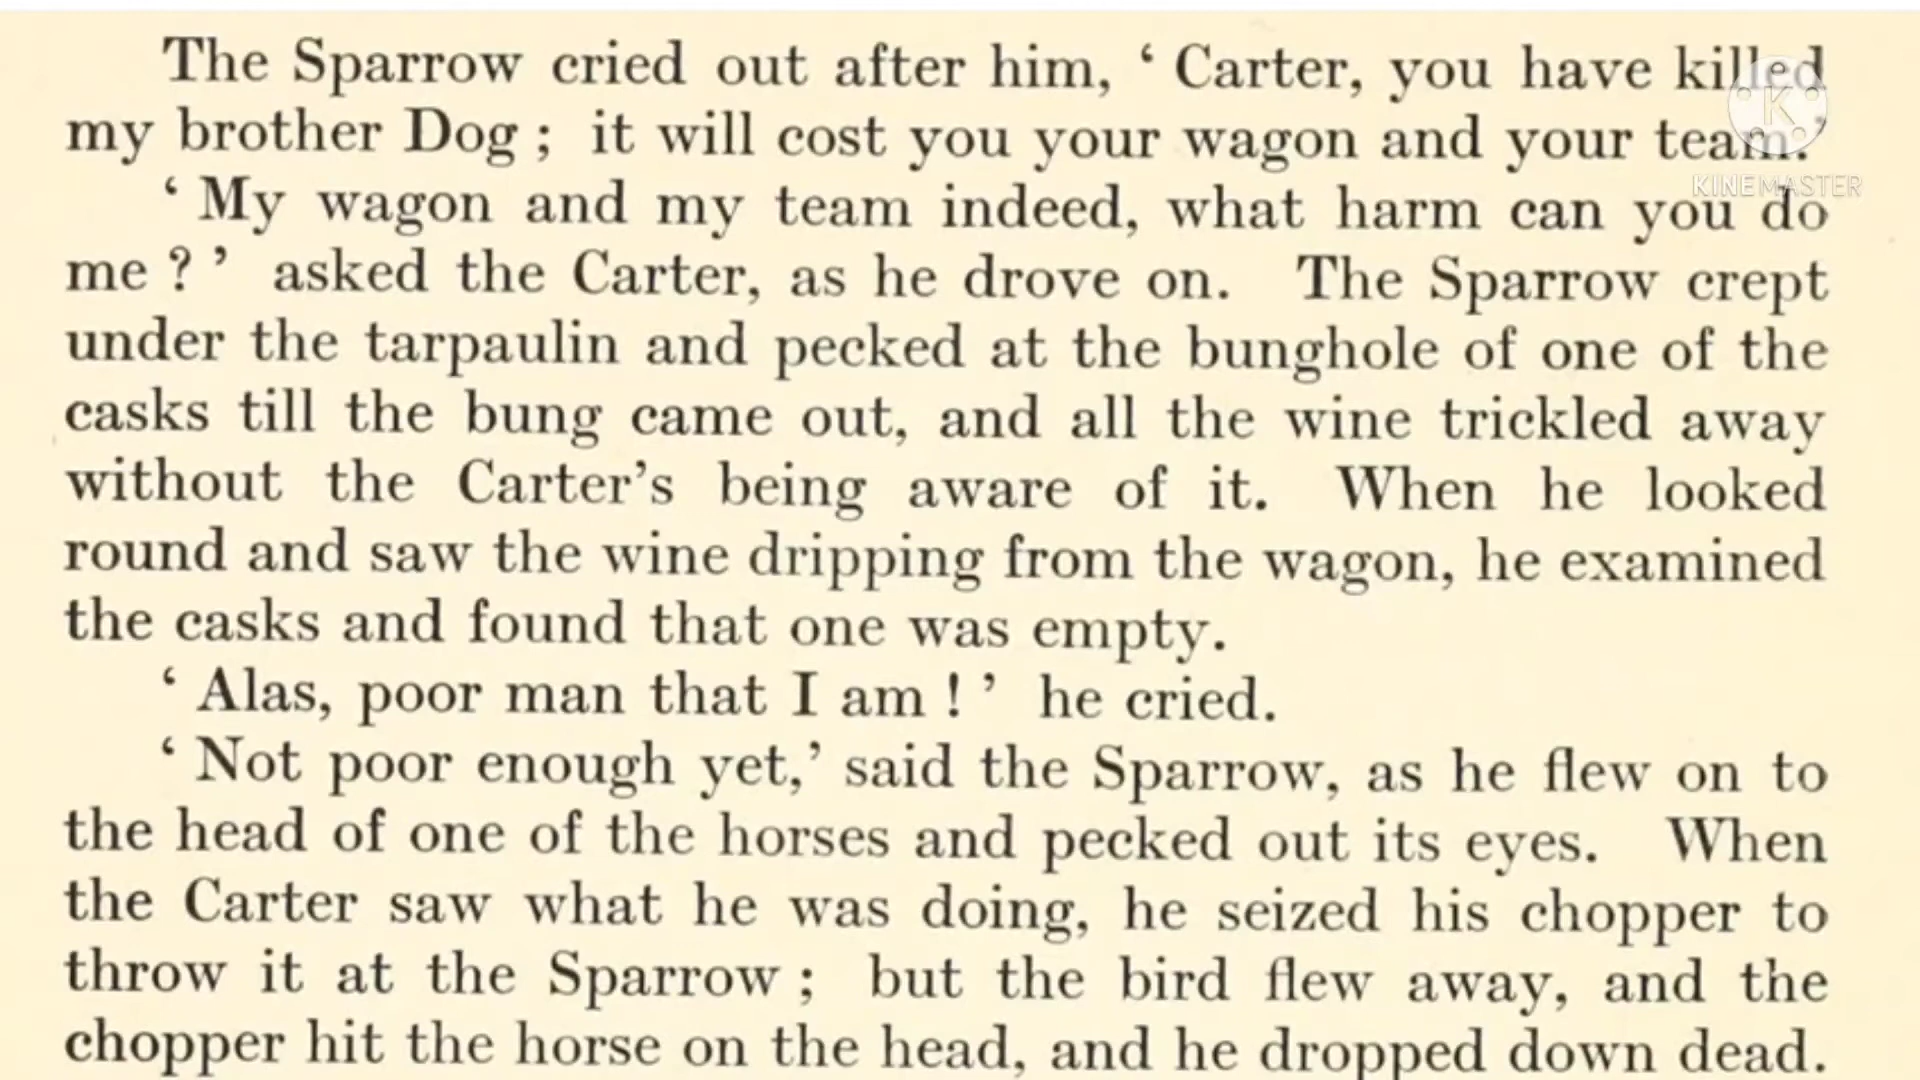 The Sparrow cried out after him, ‘ Carter, you have killed
my brother Dog ; it will cost you your wagon and your team.’
KINEMASTER
‘ My wagon and my team indeed, what harm can you do
me ? ’ asked the Carter, as he drove on. The Sparrow crept
under the tarpaulin and pecked at the bunghole of one of the
casks till the bung came out, and all the wine trickled away
without the Carter’s being aware of it. When he looked
round and saw the wine dripping from the wagon, he examined
the casks and found that one was empty.
‘ Alas, poor man that I am ! ’ he cried.
‘ Not poor enough yet,’ said the Sparrow, as he flew on to
the head of one of the horses and pecked out its eyes. When
the Carter saw what he was doing, he seized his chopper to
throw it at the Sparrow ; but the bird flew away, and the
chopper hit the horse on the head, and he dropped down dead.